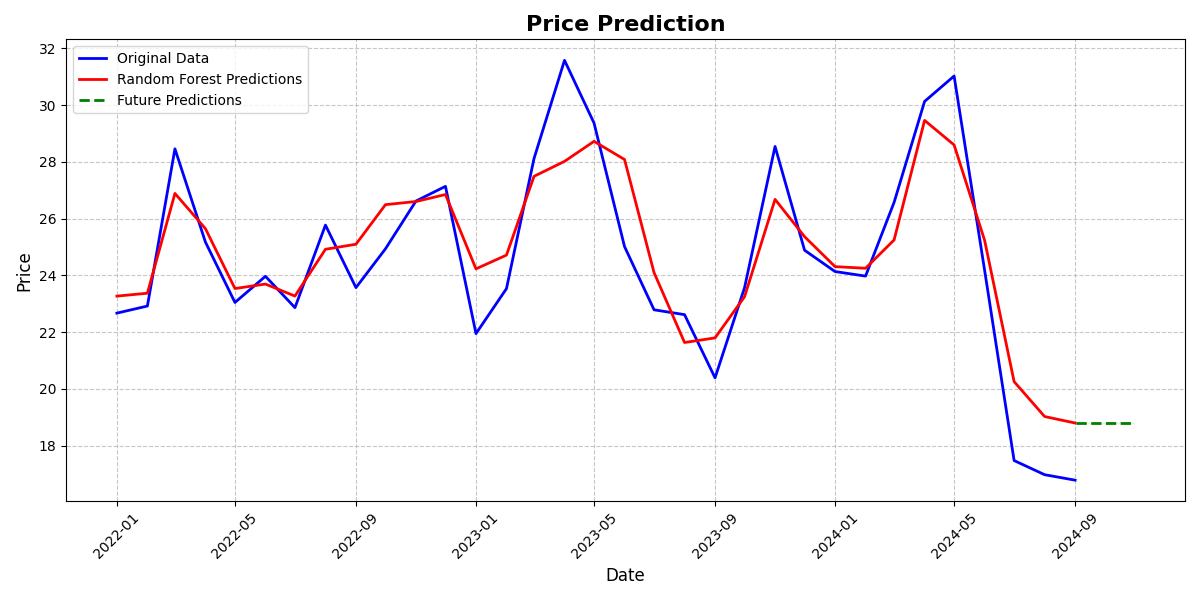 Price Prediction
Original Data
Random Forest Predictions
Future Predictions
Price
32
30
28
26
24
22
20
18
2022-01
2022-05
2022-09
2023-01
2023-05
2023-09
2024-01
2024-05
2024-09
Date